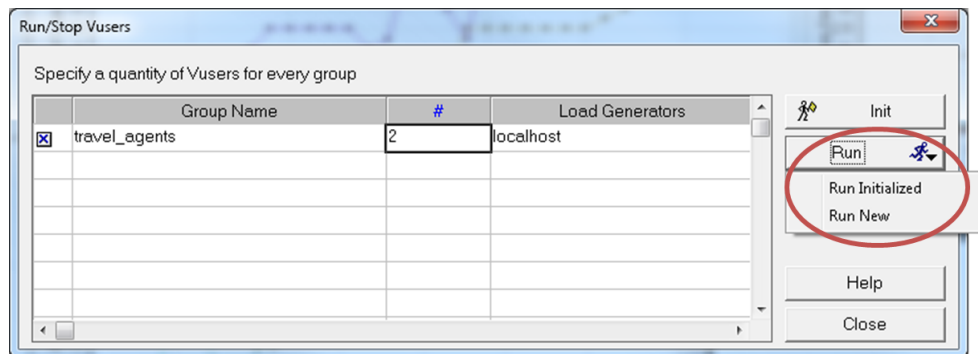 Run/Stop Vusers
Specify a quantity of Vusers for every group
Group Name # Load Generators
travel_agents 2 localhost
Init
Run
Run Initialized
Run New
Help
Close